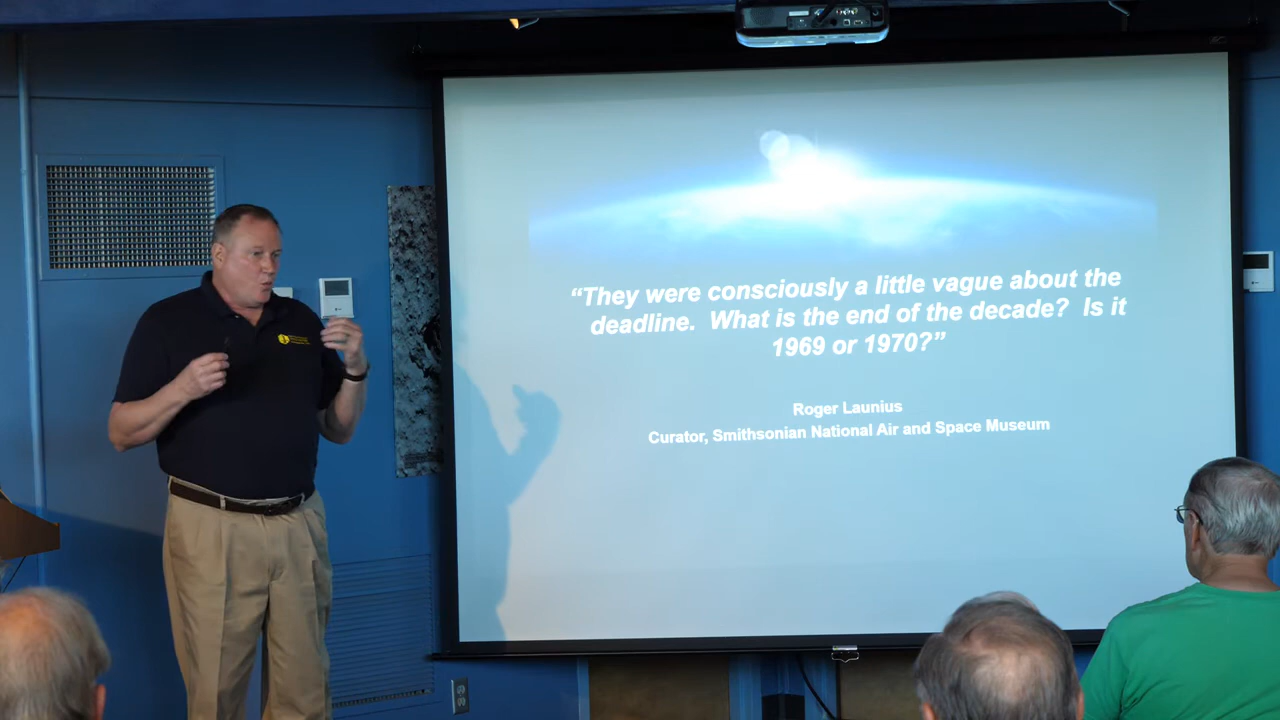 “They were consciously a little vague about the
deadline. What is the end of the decade? Is it
1969 or 1970?”
Roger Launius
Curator, Smithsonian National Air and Space Museum